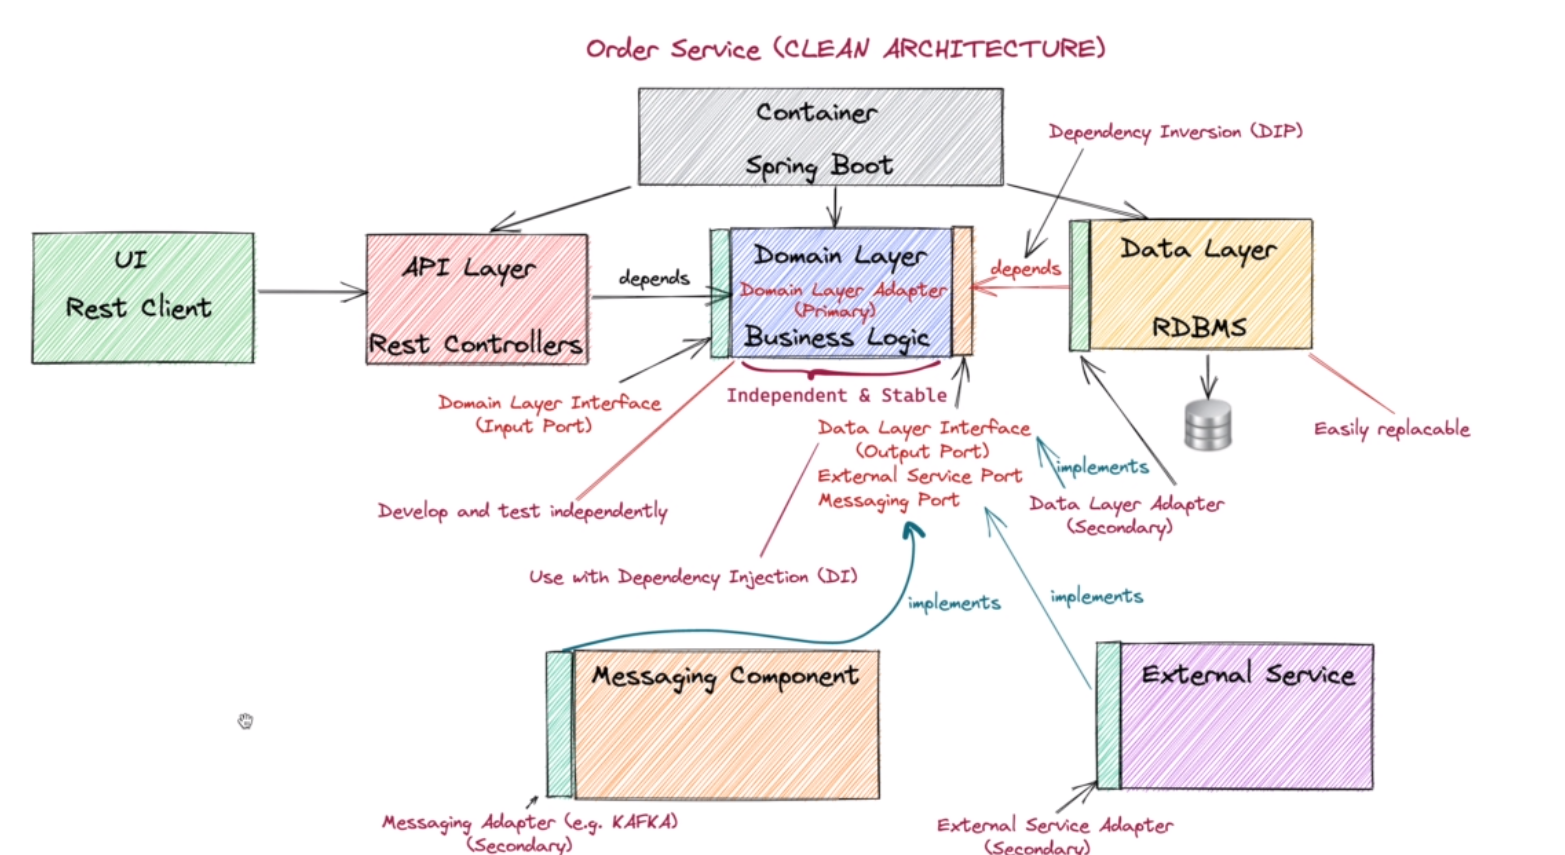 Order Service (CLEAN ARCHITECTURE)
Container
Spring Boot
Dependency Inversion (DIP)
UI
Rest Client
API Layer
Rest Controllers
depends
Domain Layer
Domain Layer Adapter
(Primary)
Business Logic
depends
Data Layer
RDBMS
Independent & Stable
Domain Layer Interface
(Input Port)
Data Layer Interface
(Output Port)
External Service Port
Messaging Port
Easily replacable
implements
Data Layer Adapter
(Secondary)
Develop and test independently
Use with Dependency Injection (DI)
implements
implements
Messaging Component
External Service
Messaging Adapter (e.g. KAFKA)
(Secondary)
External Service Adapter
(Secondary)